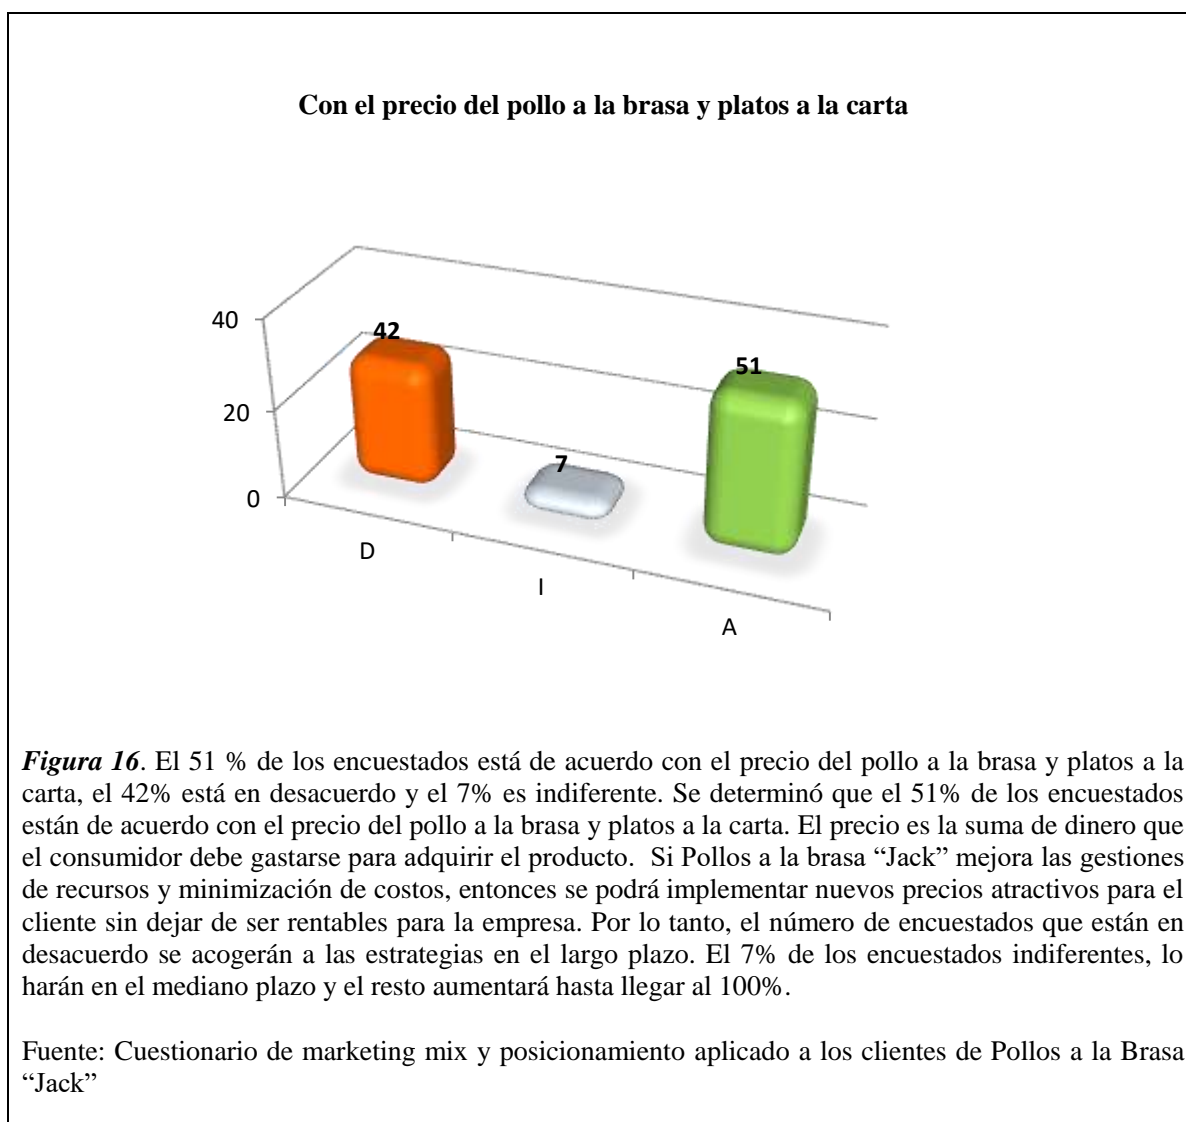 Con el precio del pollo a la brasa y platos a la carta
40
20
0
42
7
51
D
I
A
Figura 16. El 51 % de los encuestados está de acuerdo con el precio del pollo a la brasa y platos a la
carta, el 42% está en desacuerdo y el 7% es indiferente. Se determinó que el 51% de los encuestados
están de acuerdo con el precio del pollo a la brasa y platos a la carta. El precio es la suma de dinero que
el consumidor debe gastarse para adquirir el producto.  Si Pollos a la brasa “Jack” mejora las gestiones
de recursos y minimización de costos, entonces se podrá implementar nuevos precios atractivos para el
cliente sin dejar de ser rentables para la empresa. Por lo tanto, el número de encuestados que están en
desacuerdo se acogerán a las estrategias en el largo plazo. El 7% de los encuestados indiferentes, lo
harán en el mediano plazo y el resto aumentará hasta llegar al 100%.
Fuente: Cuestionario de marketing mix y posicionamiento aplicado a los clientes de Pollos a la Brasa
“Jack”